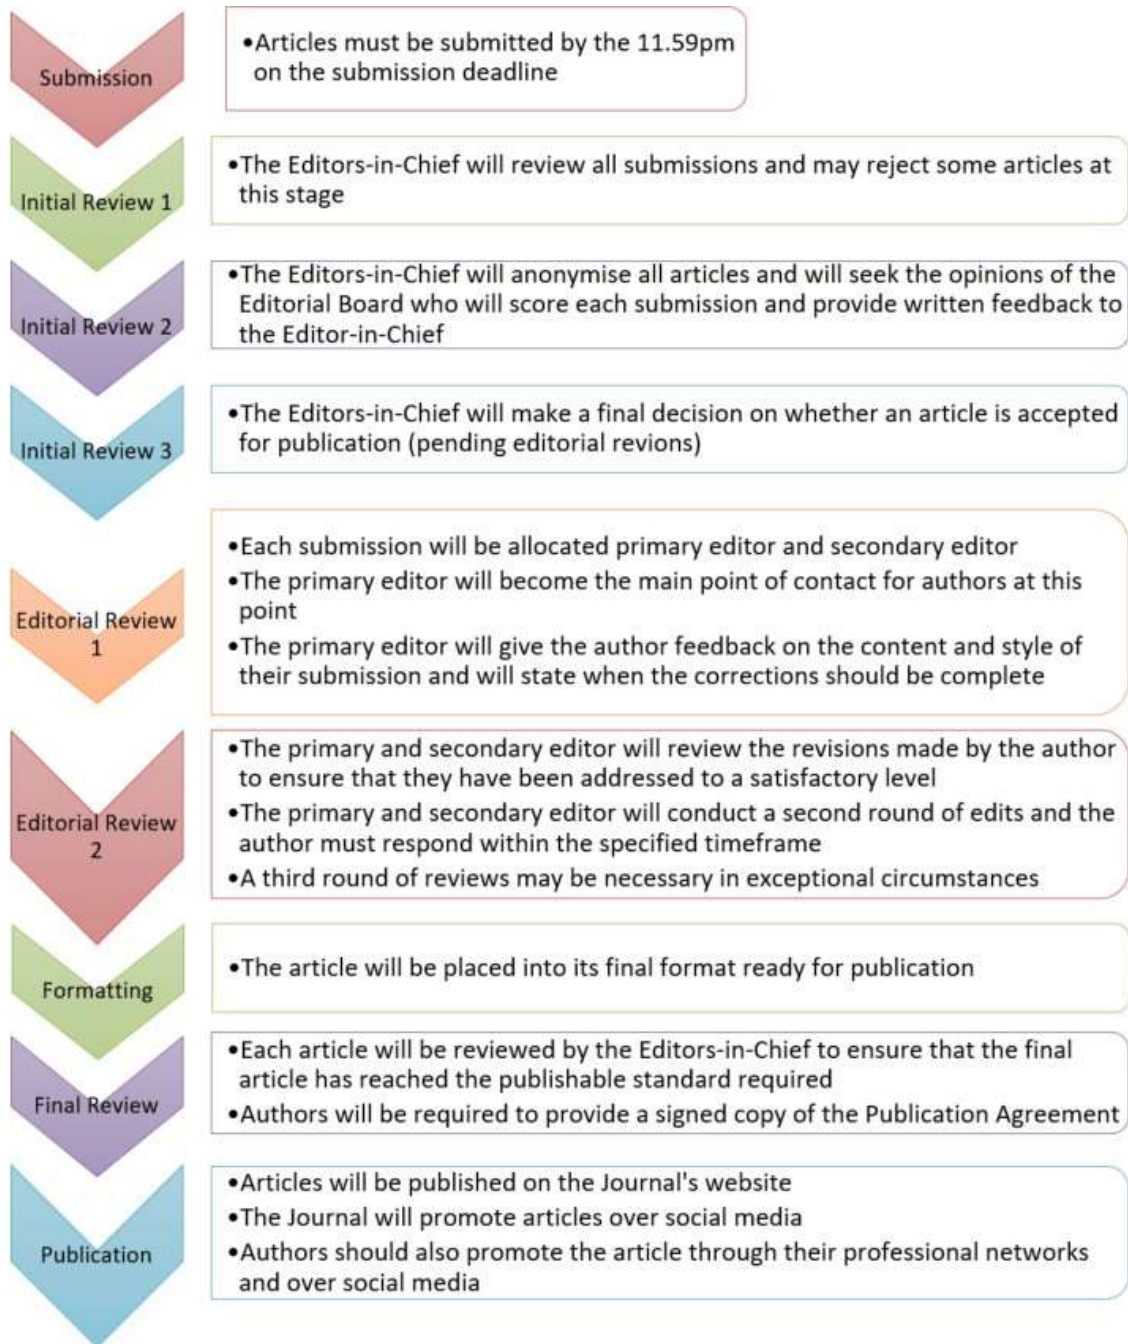 Submission
•Articles must be submitted by the 11.59pm
on the submission deadline
Initial Review 1
•The Editors-in-Chief will review all submissions and may reject some articles at
this stage
Initial Review 2
•The Editors-in-Chief will anonymise all articles and will seek the opinions of the
Editorial Board who will score each submission and provide written feedback to
the Editor-in-Chief
Initial Review 3
•The Editors-in-Chief will make a final decision on whether an article is accepted
for publication (pending editorial revions)
Editorial Review
1
•Each submission will be allocated primary editor and secondary editor
•The primary editor will become the main point of contact for authors at this
point
•The primary editor will give the author feedback on the content and style of
their submission and will state when the corrections should be complete
Editorial Review
2
•The primary and secondary editor will review the revisions made by the author
to ensure that they have been addressed to a satisfactory level
•The primary and secondary editor will conduct a second round of edits and the
author must respond within the specified timeframe
•A third round of reviews may be necessary in exceptional circumstances
Formatting
•The article will be placed into its final format ready for publication
Final Review
•Each article will be reviewed by the Editors-in-Chief to ensure that the final
article has reached the publishable standard required
•Authors will be required to provide a signed copy of the Publication Agreement
Publication
•Articles will be published on the Journal's website
•The Journal will promote articles over social media
•Authors should also promote the article through their professional networks
and over social media